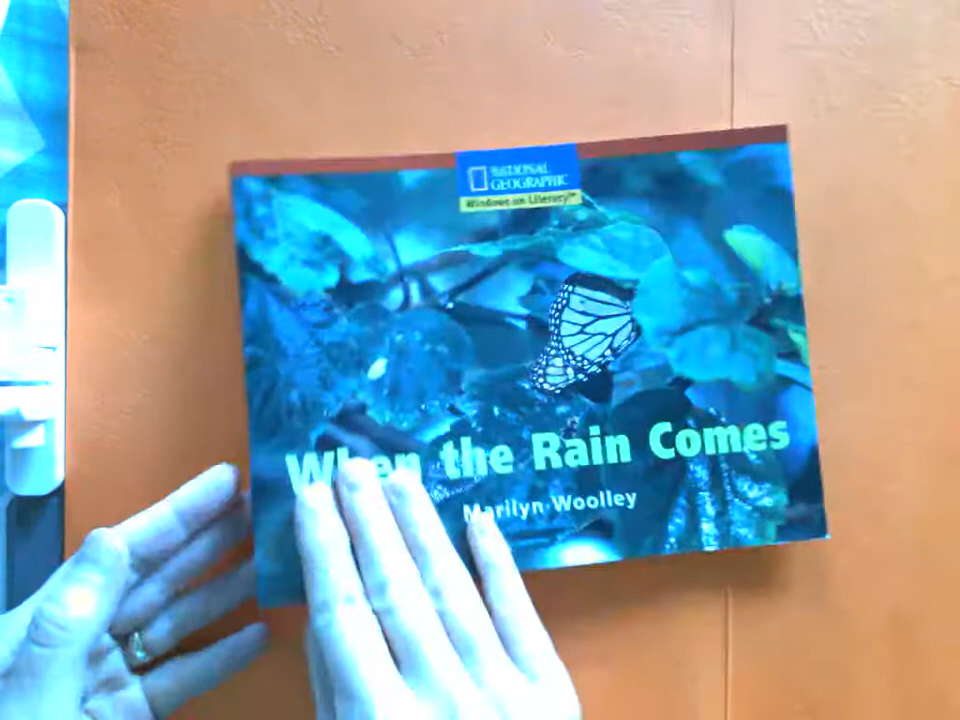 NATIONAL
GEOGRAPHIC
Windows on Literacy™
When the Rain Comes
Marilyn Woolley